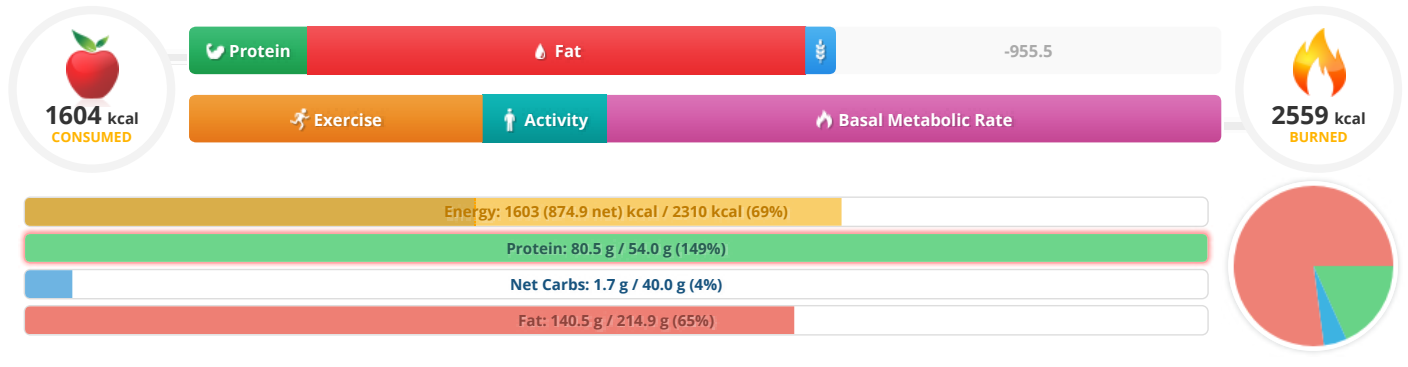 Protein
Fat
-955.5
1604 kcal
CONSUMED
Exercise
Activity
Basal Metabolic Rate
2559 kcal
BURNED
Energy: 1603 (874.9 net) kcal / 2310 kcal (69%)
Protein: 80.5 g / 54.0 g (149%)
Net Carbs: 1.7 g / 40.0 g (4%)
Fat: 140.5 g / 214.9 g (65%)